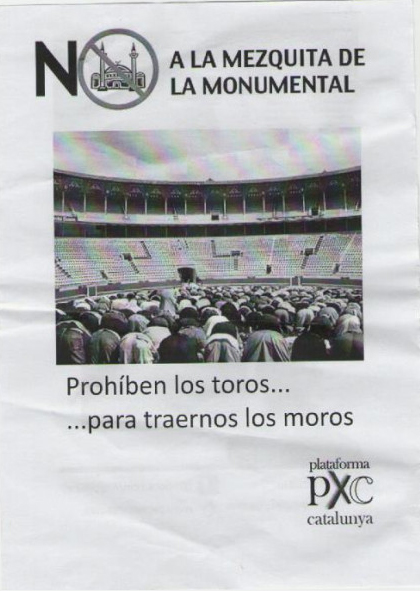 NO A LA MEZQUITA DE
LA MONUMENTAL
Prohíben los toros...
...para traernos los moros
plataforma
pXc
catalunya